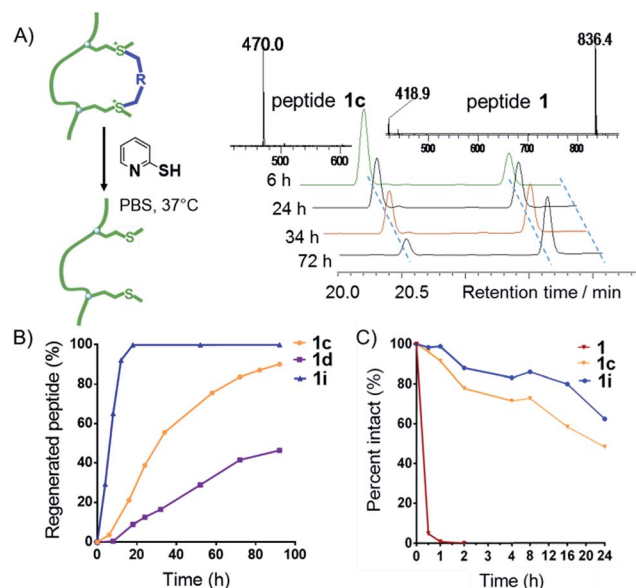 A)
S+
R
S+
N
SH
PBS, 37°C
S
S
470.0
peptide 1c
500
600
836.4
418.9
peptide 1
500
600
700
800
6 h
24 h
34 h
72 h
20.0
20.5
Retention time / min
B)
Regenerated peptide (%)
100
80
60
40
20
0
0
20
40
60
80
100
Time (h)
1c
1d
1i
C)
Percent intact (%)
100
80
60
40
20
0
0
1
2
3
4
8
12
16
20
24
Time (h)
1
1c
1i